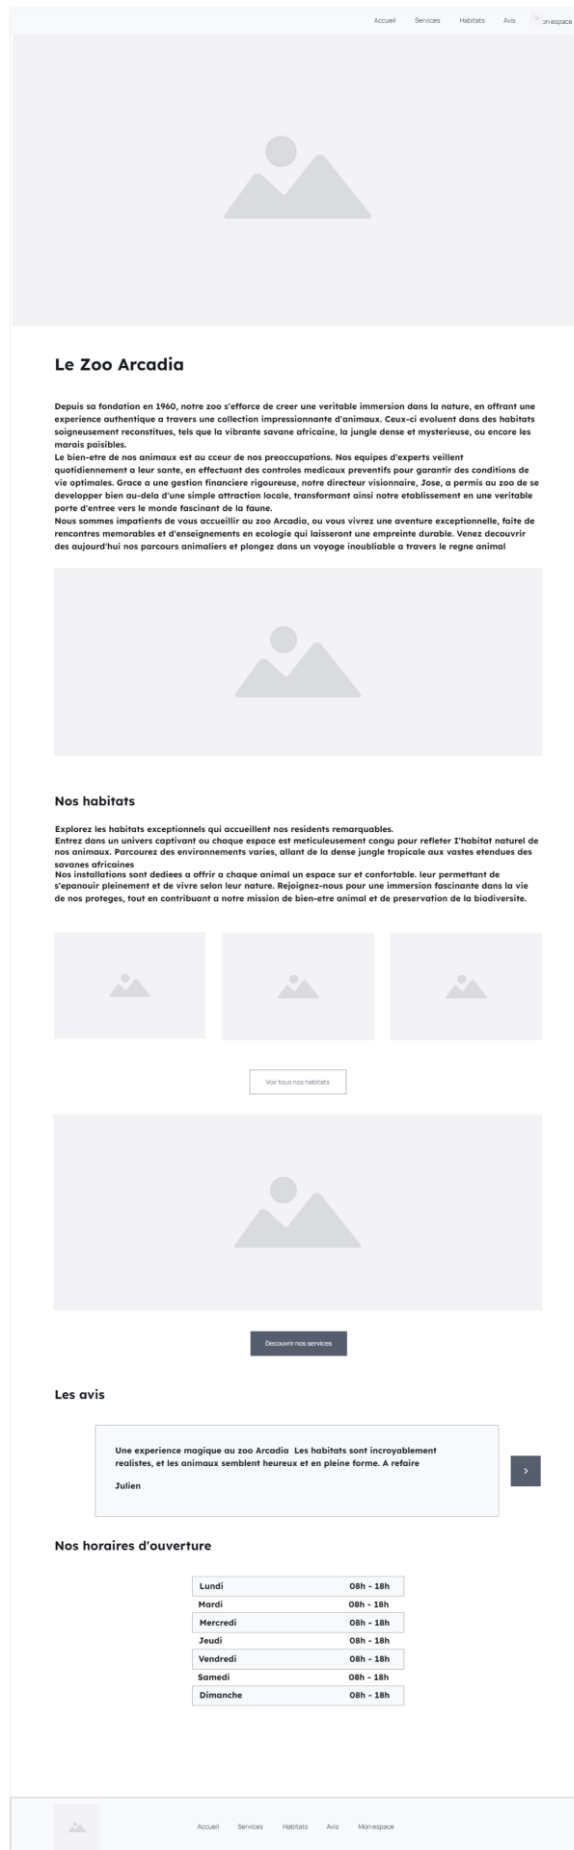 Accueil Services Habitats Avis on espace
Le Zoo Arcadia
Depuis sa fondation en 1960, notre zoo s'efforce de creer une veritable immersion dans la nature, en offrant une
experience authentique a travers une collection impressionnante d'animaux. Ceux-ci evoluent dans des habitats
soigneusement reconstitues, tels que la vibrante savane africaine, la jungle dense et mysterieuse, ou encore les
marais paisibles.
Le bien-etre de nos animaux est au cceur de nos preoccupations. Nos equipes d'experts veillent
quotidiennement a leur sante, en effectuant des controles medicaux preventifs pour garantir des conditions de
vie optimales. Grace a une gestion financiere rigoureuse, notre directeur visionnaire, Jose, a permis au zoo de se
developper bien au-dela d'une simple attraction locale, transformant ainsi notre etablissement en une veritable
porte d'entree vers le monde fascinant de la faune.
Nous sommes impatients de vous accueillir au zoo Arcadia, ou vous vivrez une aventure exceptionnelle, faite de
rencontres memorables et d'enseignements en ecologie qui laisseront une empreinte durable. Venez decouvrir
des aujourd'hui nos parcours animaliers et plongez dans un voyage inoubliable a travers le regne animal
Nos habitats
Explorez les habitats exceptionnels qui accueillent nos residents remarquables.
Entrez dans un univers captivant ou chaque espace est meticuleusement congu pour refleter I'habitat naturel de
nos animaux. Parcourez des environnements varies, allant de la dense jungle tropicale aux vastes etendues des
savanes africaines
Nos installations sont dediees a offrir a chaque animal un espace sur et confortable. leur permettant de
s'epanouir pleinement et de vivre selon leur nature. Rejoignez-nous pour une immersion fascinante dans la vie
de nos proteges, tout en contribuant a notre mission de bien-etre animal et de preservation de la biodiversite.
Voir tous nos habitats
Decouvrir nos services
Les avis
Une experience magique au zoo Arcadia Les habitats sont incroyablement
realistes, et les animaux semblent heureux et en pleine forme. A refaire
Julien
Nos horaires d'ouverture
Lundi 08h - 18h
Mardi 08h - 18h
Mercredi 08h - 18h
Jeudi 08h - 18h
Vendredi 08h - 18h
Samedi 08h - 18h
Dimanche 08h - 18h
Accueil Services Habitats Avis Mon espace